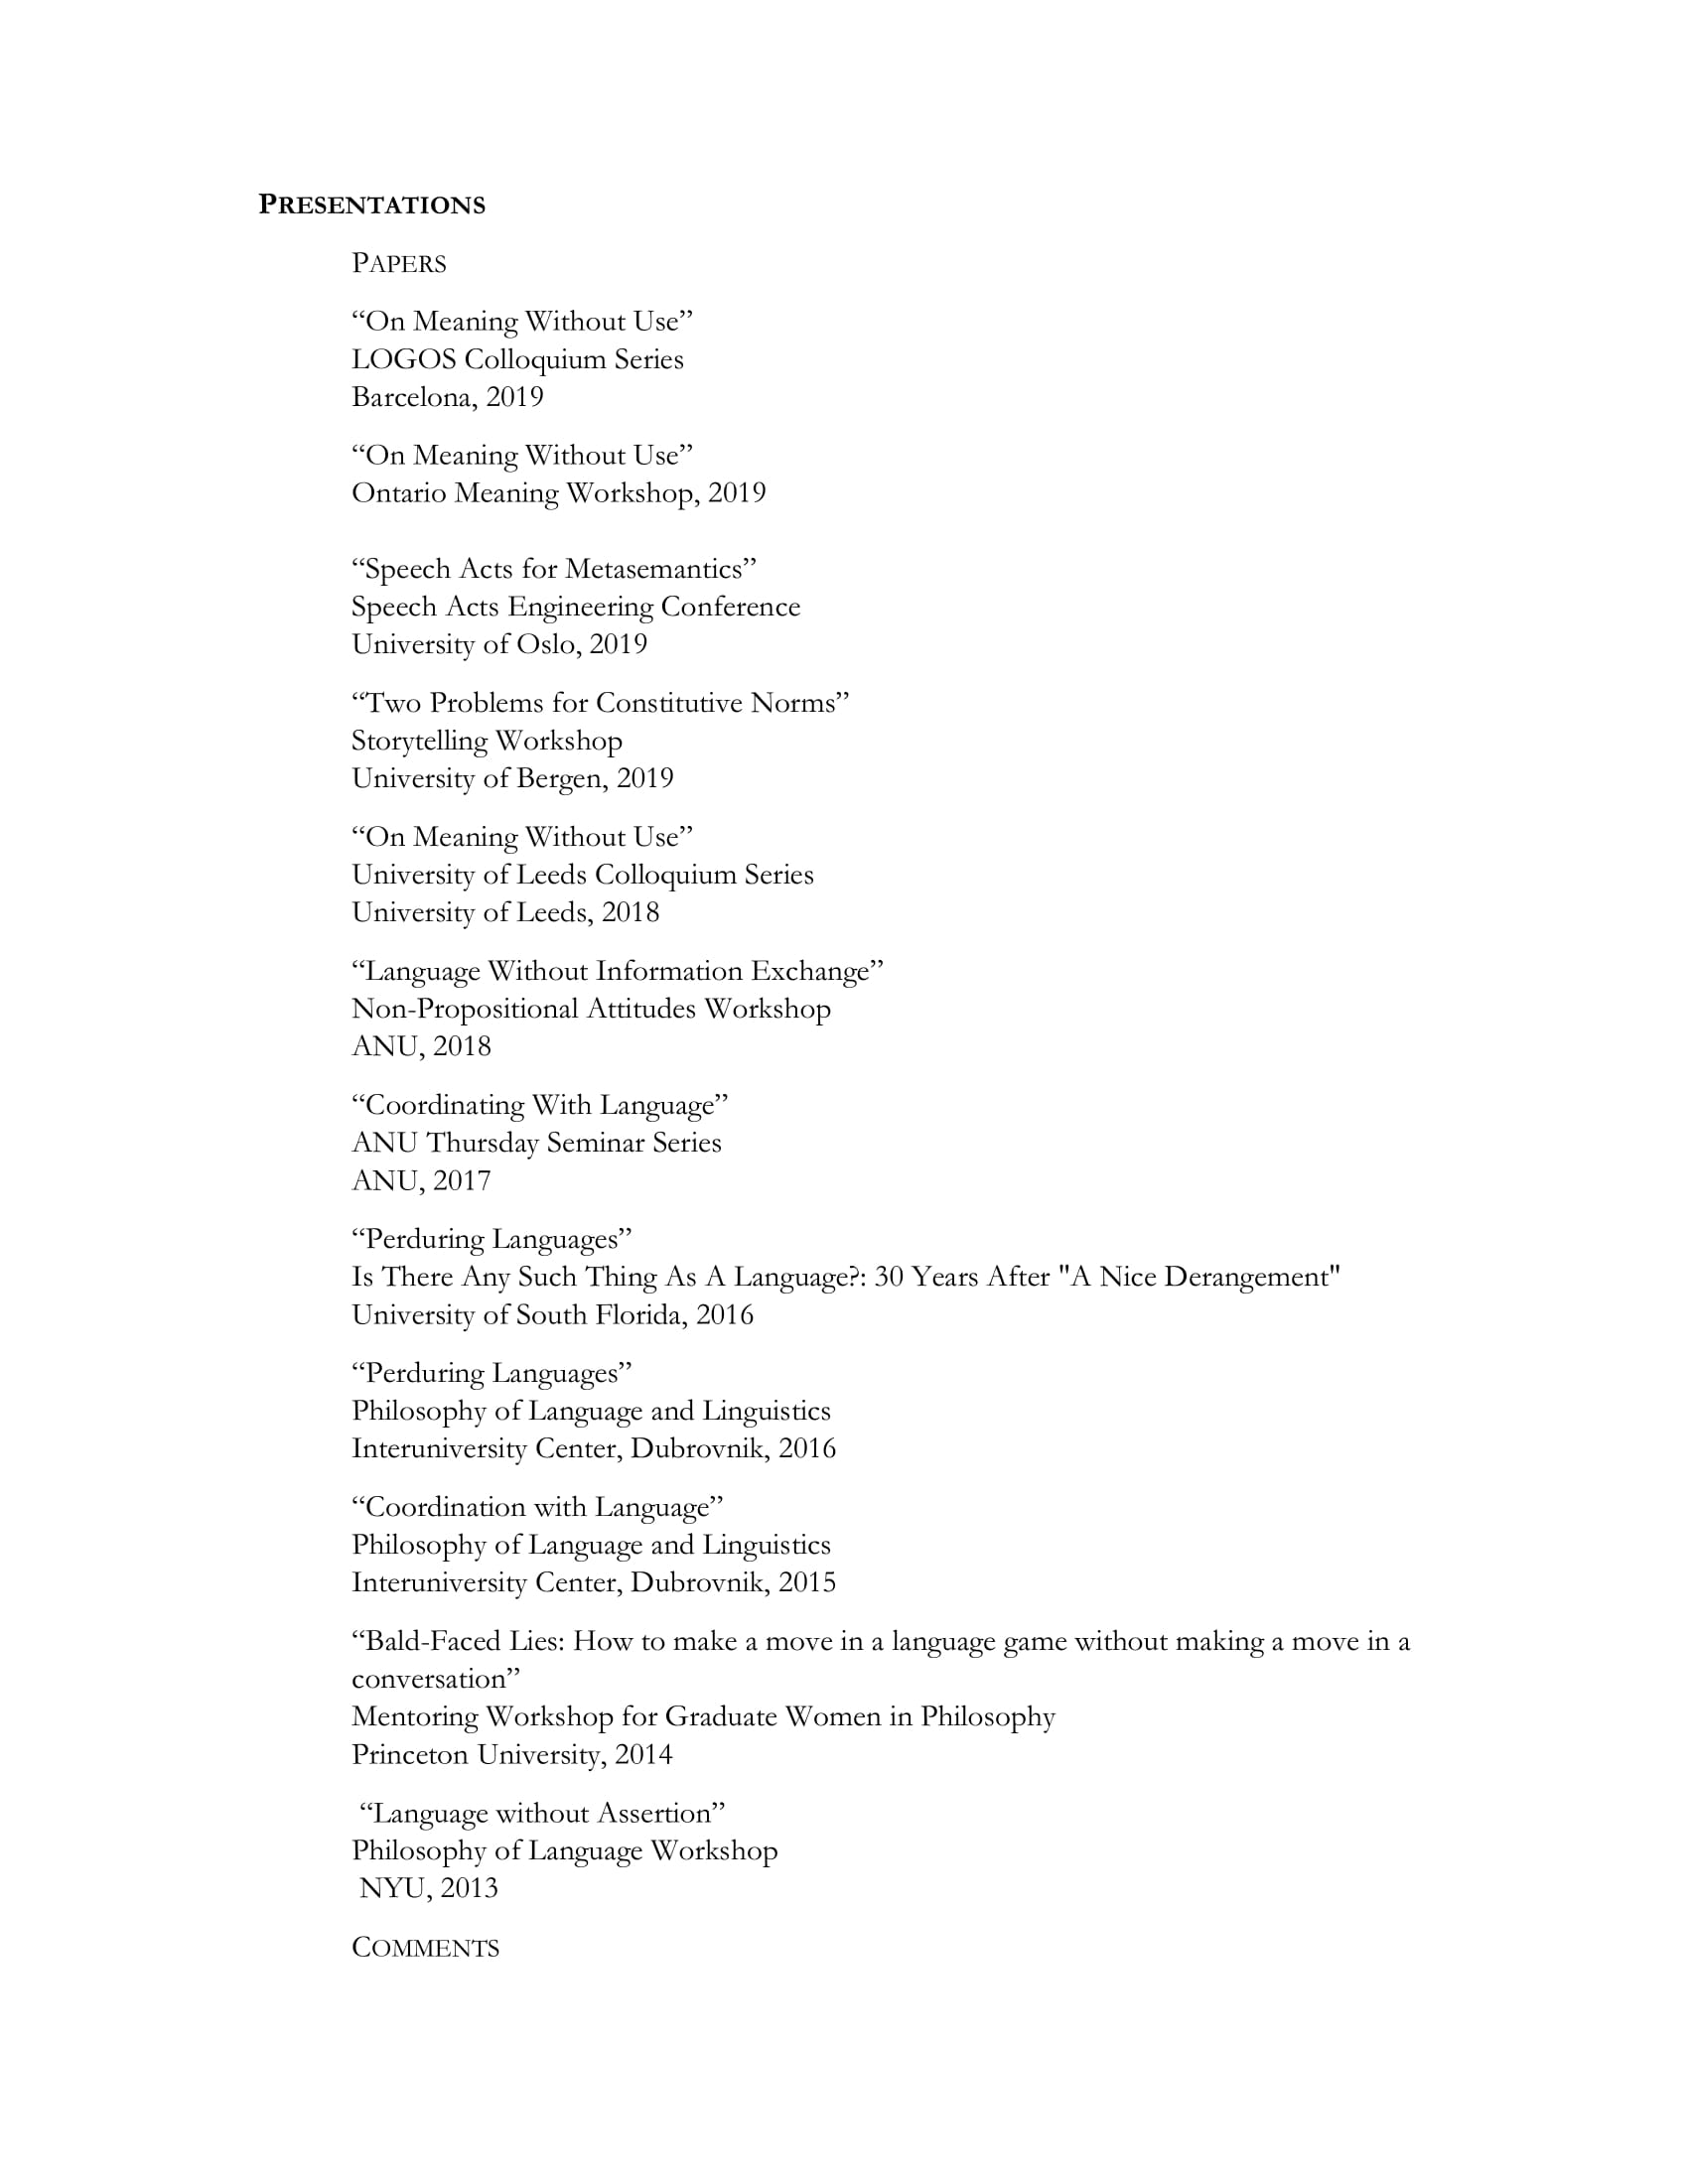 PRESENTATIONS
PAPERS
“On Meaning Without Use”
LOGOS Colloquium Series
Barcelona, 2019
“On Meaning Without Use”
Ontario Meaning Workshop, 2019
“Speech Acts for Metasemantics”
Speech Acts Engineering Conference
University of Oslo, 2019
“Two Problems for Constitutive Norms”
Storytelling Workshop
University of Bergen, 2019
“On Meaning Without Use”
University of Leeds Colloquium Series
University of Leeds, 2018
“Language Without Information Exchange”
Non-Propositional Attitudes Workshop
ANU, 2018
“Coordinating With Language”
ANU Thursday Seminar Series
ANU, 2017
“Perduring Languages”
Is There Any Such Thing As A Language?: 30 Years After "A Nice Derangement"
University of South Florida, 2016
“Perduring Languages”
Philosophy of Language and Linguistics
Interuniversity Center, Dubrovnik, 2016
“Coordination with Language”
Philosophy of Language and Linguistics
Interuniversity Center, Dubrovnik, 2015
“Bald-Faced Lies: How to make a move in a language game without making a move in a
conversation”
Mentoring Workshop for Graduate Women in Philosophy
Princeton University, 2014
“Language without Assertion”
Philosophy of Language Workshop
NYU, 2013
COMMENTS